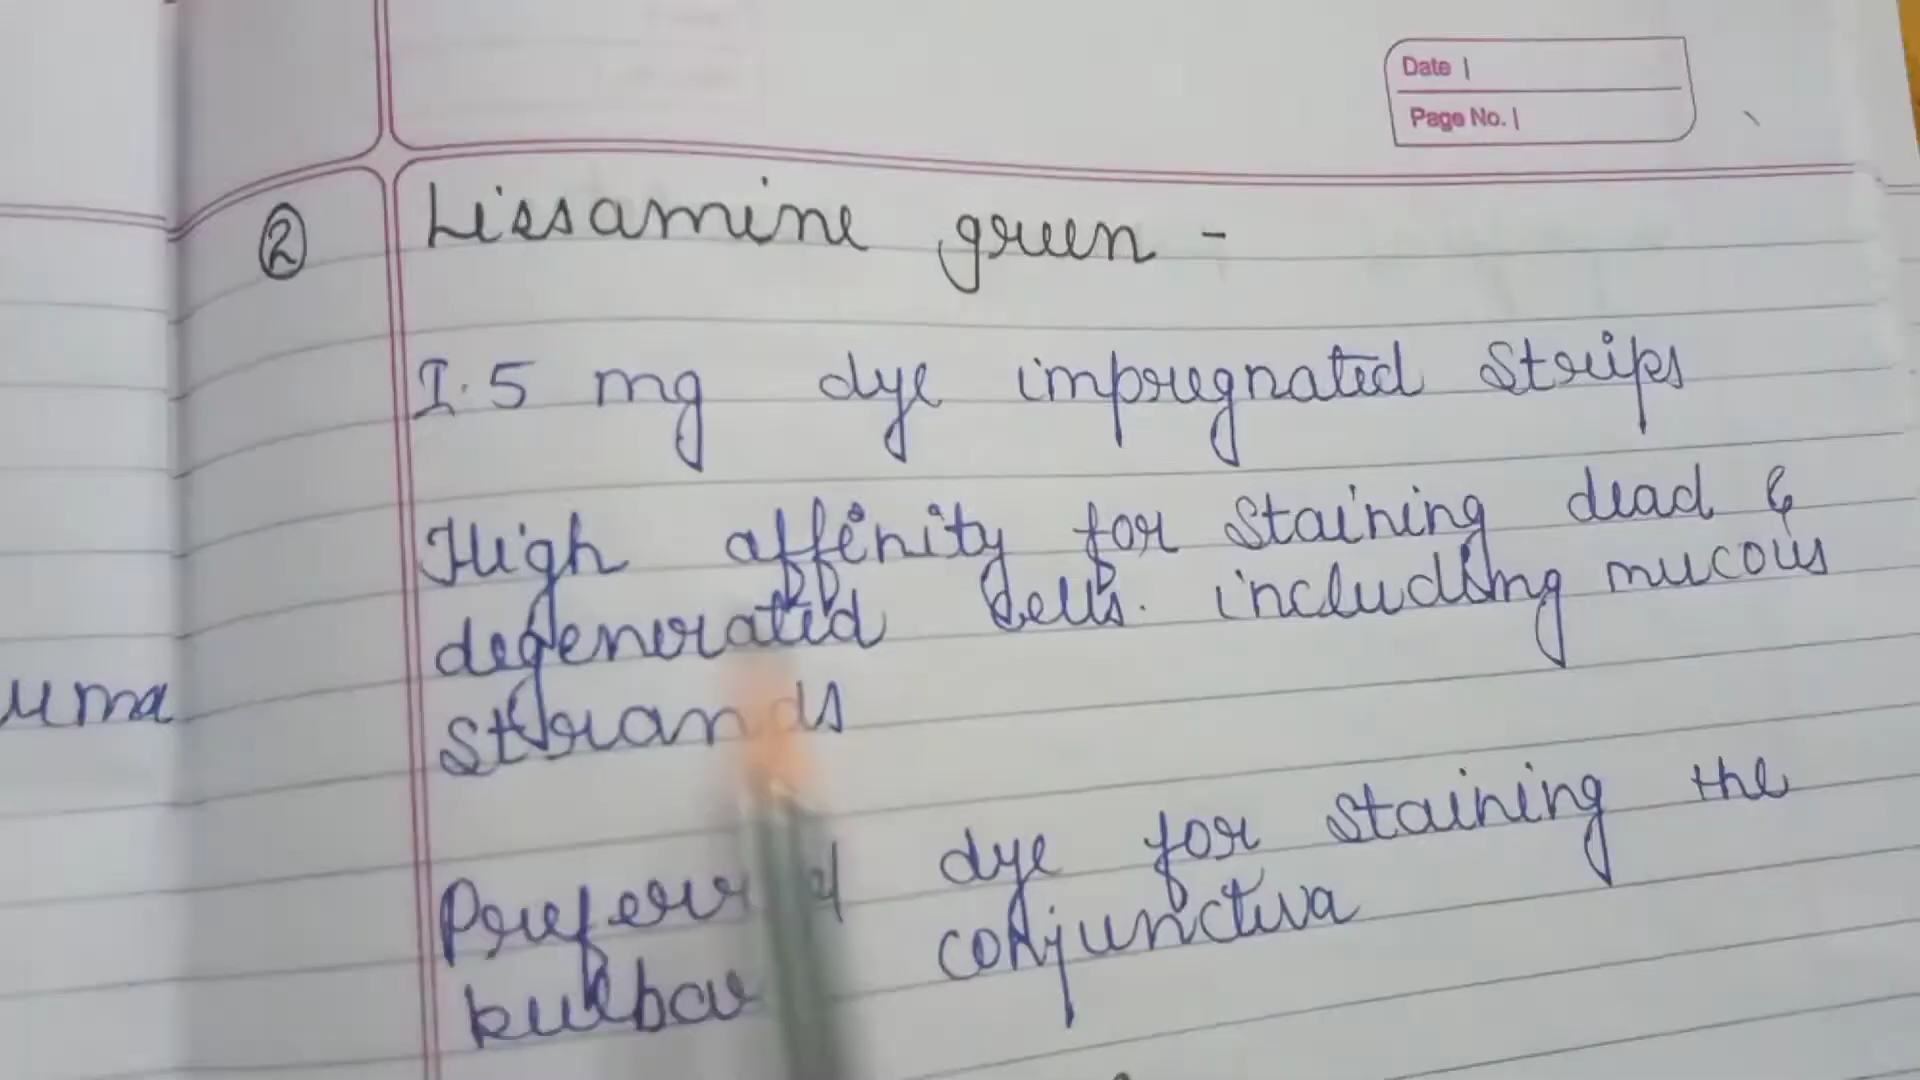 Date
Page No.
② Lissamine green -
1.5 mg dye impregnated strips
High affinity for staining dead &
degenerated cells. including mucous
strands
dye for staining the
bulbar conjunctiva
uma